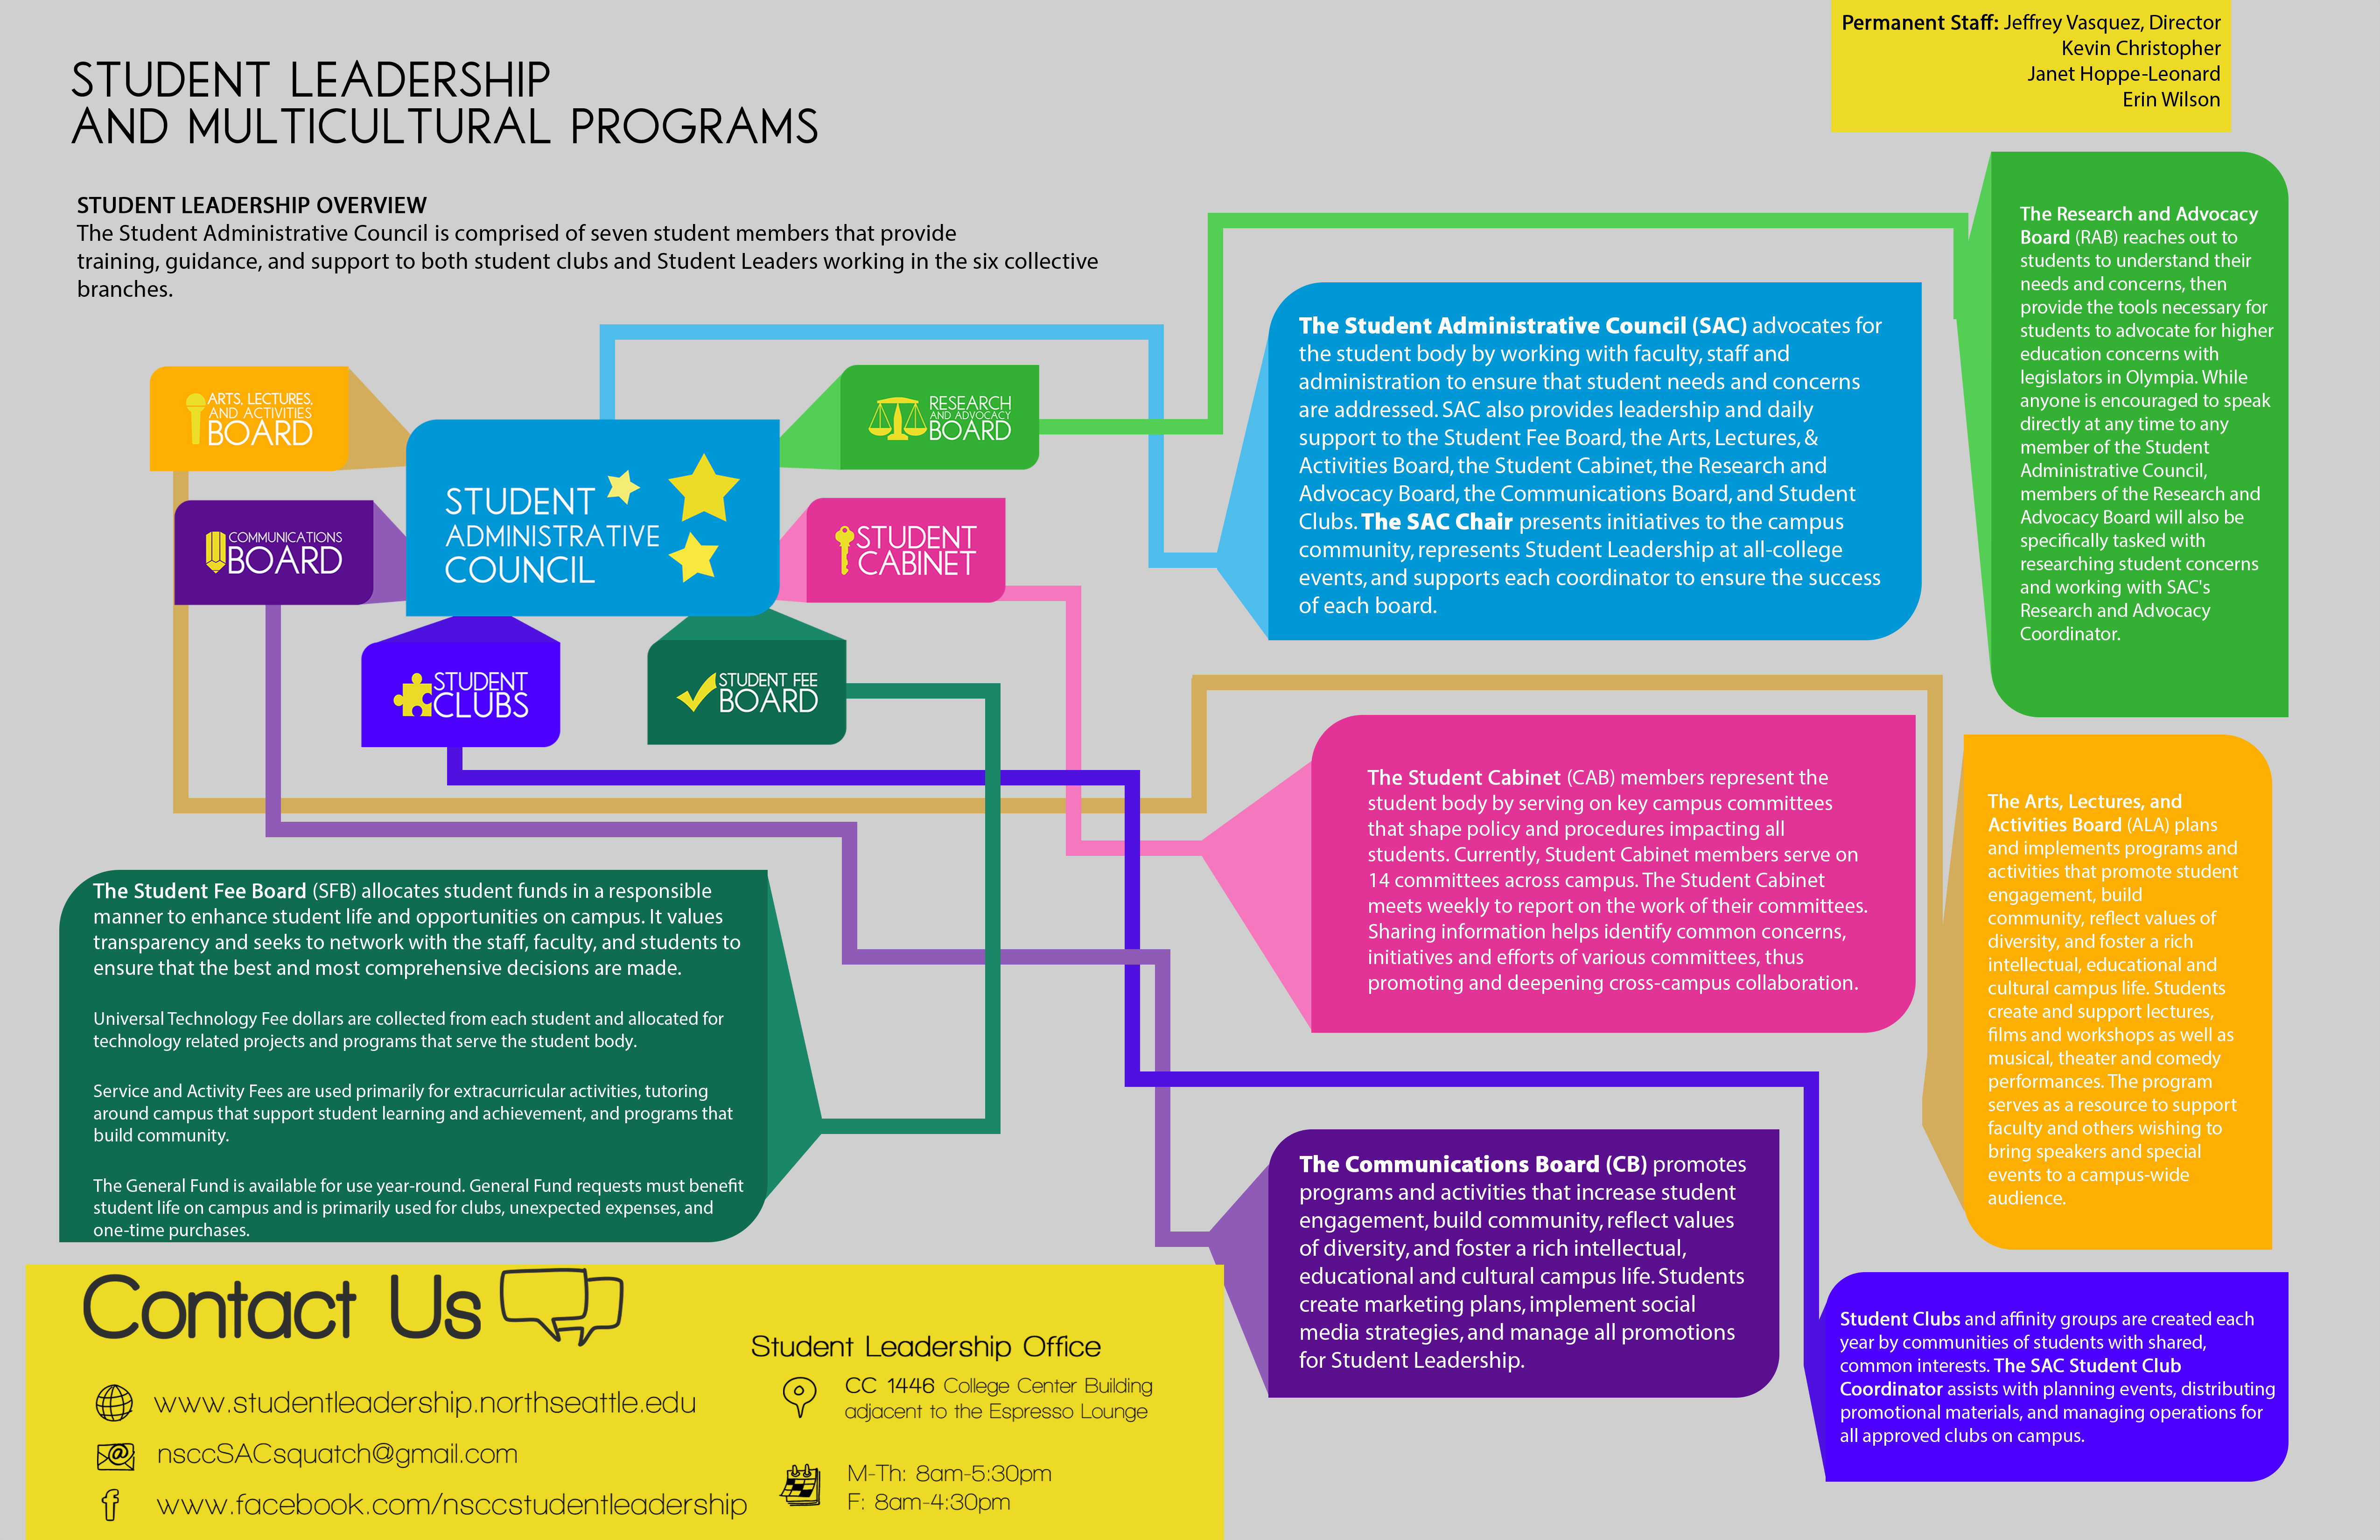 Permanent Staff: Jeffrey Vasquez, Director
Kevin Christopher
Janet Hoppe-Leonard
Erin Wilson
STUDENT LEADERSHIP
AND MULTICULTURAL PROGRAMS
STUDENT LEADERSHIP OVERVIEW
The Student Administrative Council is comprised of seven student members that provide
training, guidance, and support to both student clubs and Student Leaders working in the six collective
branches.
ARTS, LECTURES,
AND ACTIVITIES
BOARD
RESEARCH
AND ADVOCACY
BOARD
COMMUNICATIONS
BOARD
STUDENT
ADMINISTRATIVE
COUNCIL
STUDENT
CABINET
STUDENT
CLUBS
STUDENT FEE
BOARD
The Student Administrative Council (SAC) advocates for
the student body by working with faculty, staff and
administration to ensure that student needs and concerns
are addressed. SAC also provides leadership and daily
support to the Student Fee Board, the Arts, Lectures, &
Activities Board, the Student Cabinet, the Research and
Advocacy Board, the Communications Board, and Student
Clubs. The SAC Chair presents initiatives to the campus
community, represents Student Leadership at all-college
events, and supports each coordinator to ensure the success
of each board.
The Research and Advocacy
Board (RAB) reaches out to
students to understand their
needs and concerns, then
provide the tools necessary for
students to advocate for higher
education concerns with
legislators in Olympia. While
anyone is encouraged to speak
directly at any time to any
member of the Student
Administrative Council,
members of the Research and
Advocacy Board will also be
specifically tasked with
researching student concerns
and working with SAC's
Research and Advocacy
Coordinator.
The Student Cabinet (CAB) members represent the
student body by serving on key campus committees
that shape policy and procedures impacting all
students. Currently, Student Cabinet members serve on
14 committees across campus. The Student Cabinet
meets weekly to report on the work of their committees.
Sharing information helps identify common concerns,
initiatives and efforts of various committees, thus
promoting and deepening cross-campus collaboration.
The Arts, Lectures, and
Activities Board (ALA) plans
and implements programs and
activities that promote student
engagement, build
community, reflect values of
diversity, and foster a rich
intellectual, educational and
cultural campus life. Students
create and support lectures,
films and workshops as well as
musical, theater and comedy
performances. The program
serves as a resource to support
faculty and others wishing to
bring speakers and special
events to a campus-wide
audience.
The Student Fee Board (SFB) allocates student funds in a responsible
manner to enhance student life and opportunities on campus. It values
transparency and seeks to network with the staff, faculty, and students to
ensure that the best and most comprehensive decisions are made.
Universal Technology Fee dollars are collected from each student and allocated for
technology related projects and programs that serve the student body.
Service and Activity Fees are used primarily for extracurricular activities, tutoring
around campus that support student learning and achievement, and programs that
build community.
The General Fund is available for use year-round. General Fund requests must benefit
student life on campus and is primarily used for clubs, unexpected expenses, and
one-time purchases.
The Communications Board (CB) promotes
programs and activities that increase student
engagement, build community, reflect values
of diversity, and foster a rich intellectual,
educational and cultural campus life. Students
create marketing plans, implement social
media strategies, and manage all promotions
for Student Leadership.
Student Clubs and affinity groups are created each
year by communities of students with shared,
common interests. The SAC Student Club
Coordinator assists with planning events, distributing
promotional materials, and managing operations for
all approved clubs on campus.
Contact Us
www.studentleadership.northseattle.edu
nsccSACsquatch@gmail.com
www.facebook.com/nsccstudentleadership
Student Leadership Office
CC 1446 College Center Building
adjacent to the Espresso Lounge
M-Th: 8am-5:30pm
F: 8am-4:30pm